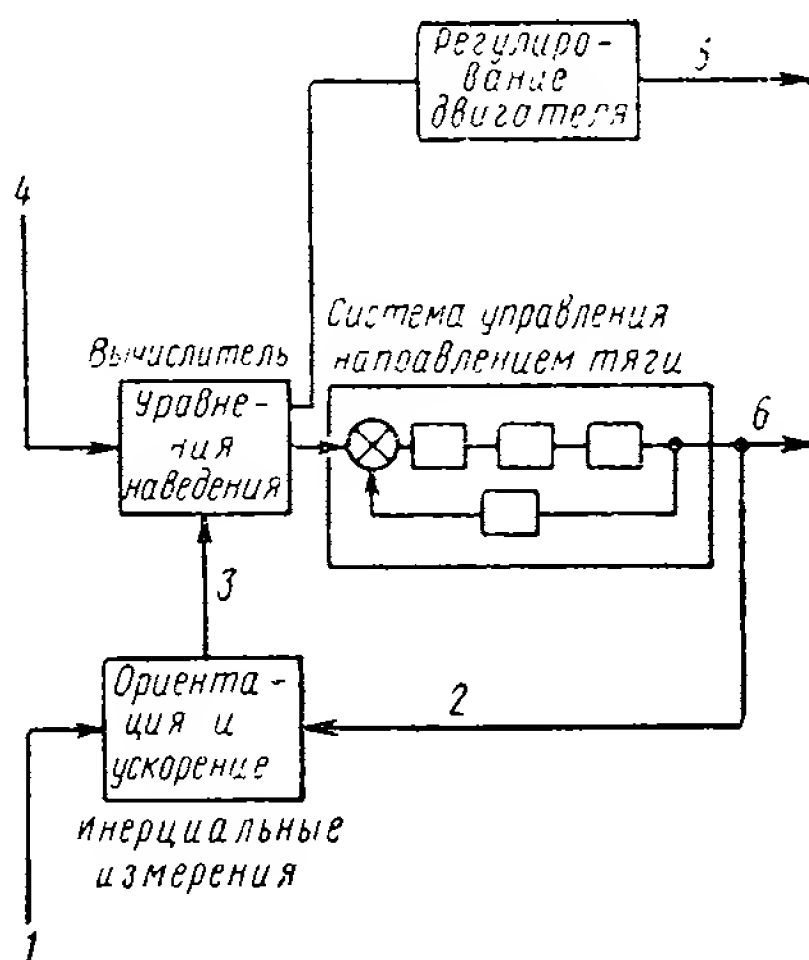 Регулиро-
вание
двигателя
5
4
Система управления
направлением тяги
Вычислитель
Уравне-
ния
наведения
6
3
Ориента-
ция и
ускорение
2
Инерциальные
измерения
1